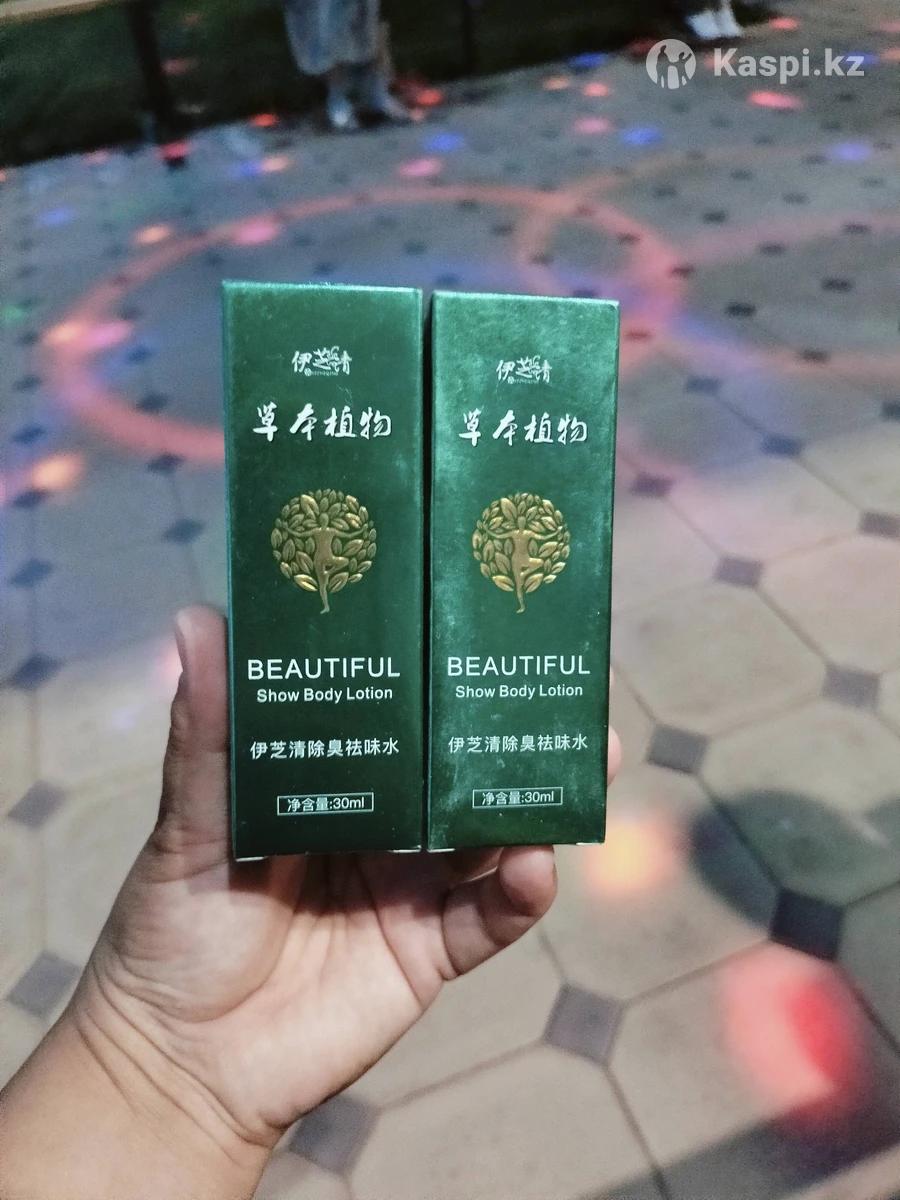 Kaspi.kz
伊芝清
草本植物
BEAUTIFUL
Show Body Lotion
伊芝清除臭祛味水
净含量:30ml
伊芝清
草本植物
BEAUTIFUL
Show Body Lotion
伊芝清除臭祛味水
净含量:30ml